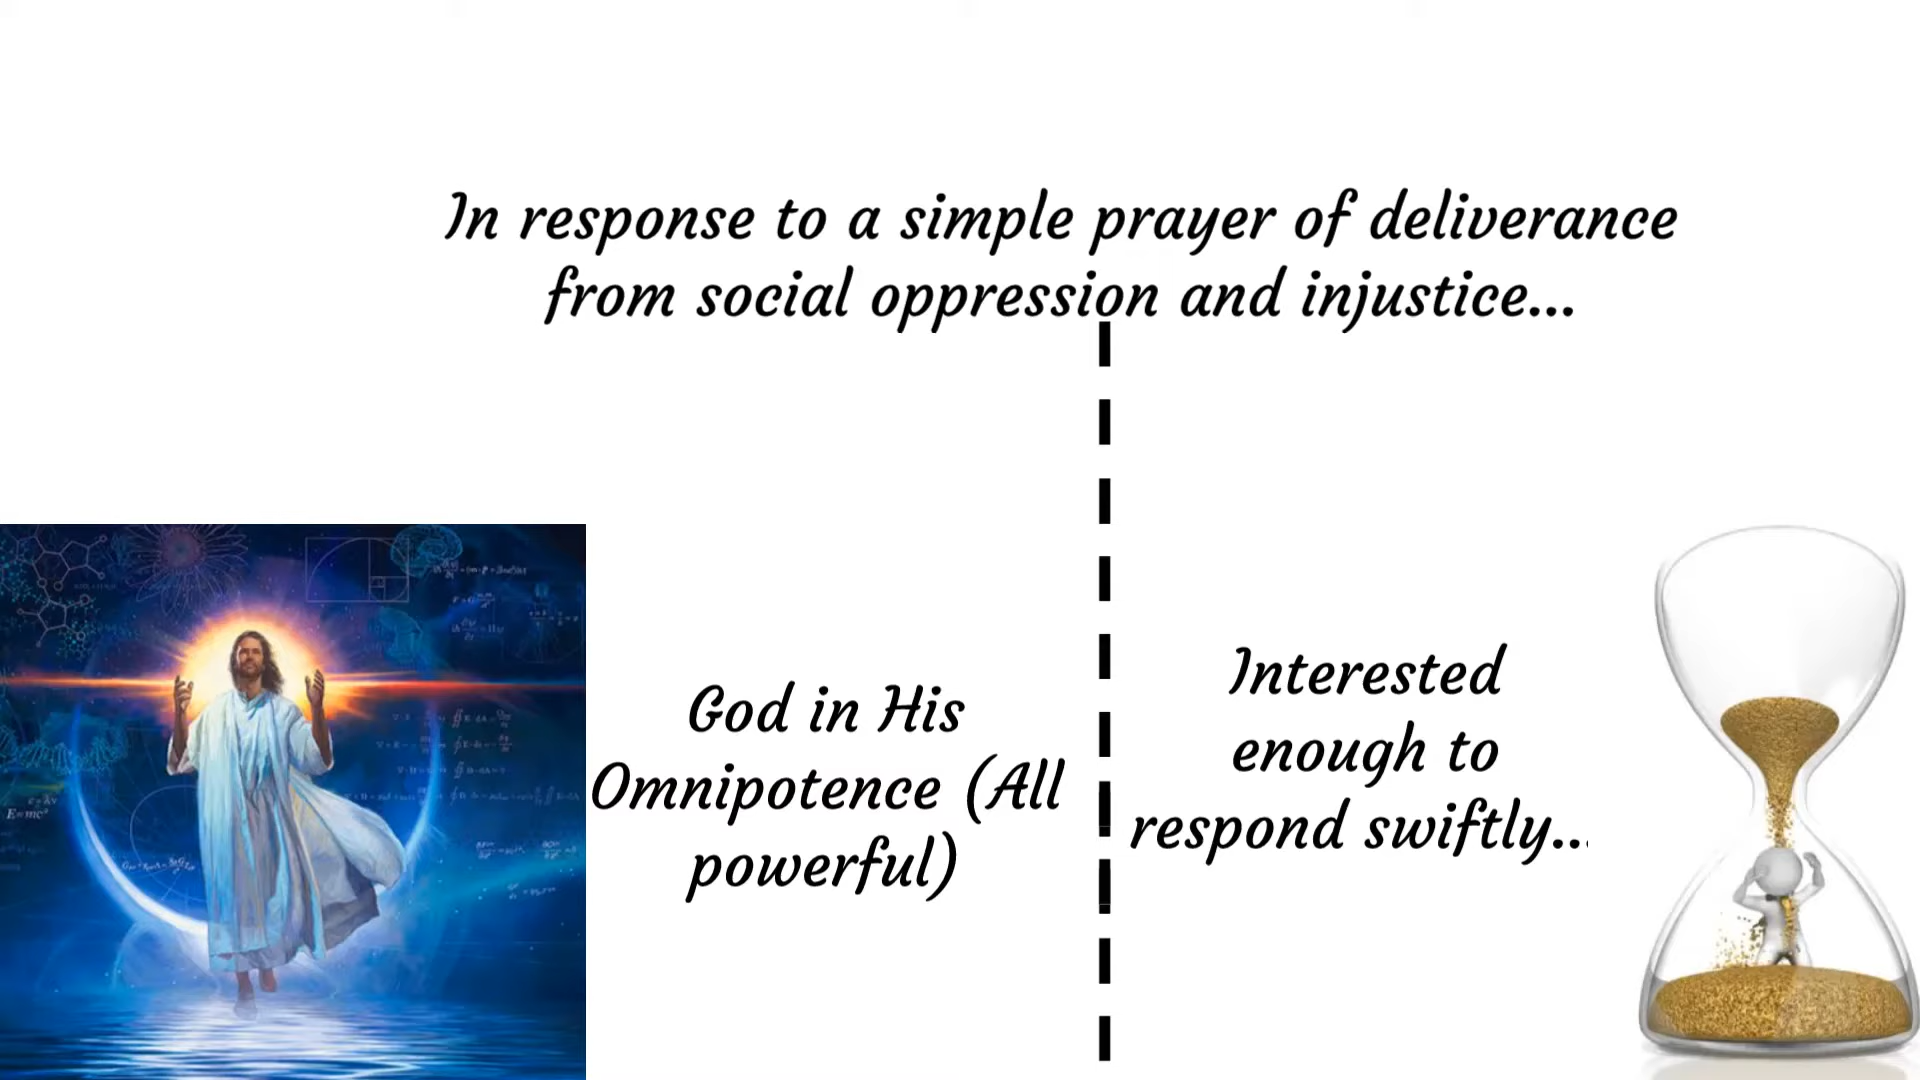 In response to a simple prayer of deliverance
from social oppression and injustice...
God in His
Omnipotence (All
powerful)
Interested
enough to
respond swiftly...
E=mc²